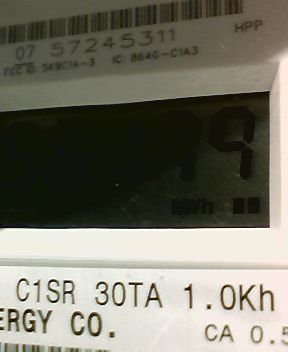 07 57245311
HPP
FCC ID: SK9C1A-3 IC: 864G-C1A3
9
kWh
C1SR 30TA 1.0Kh
ERGY CO.
CA 0.5